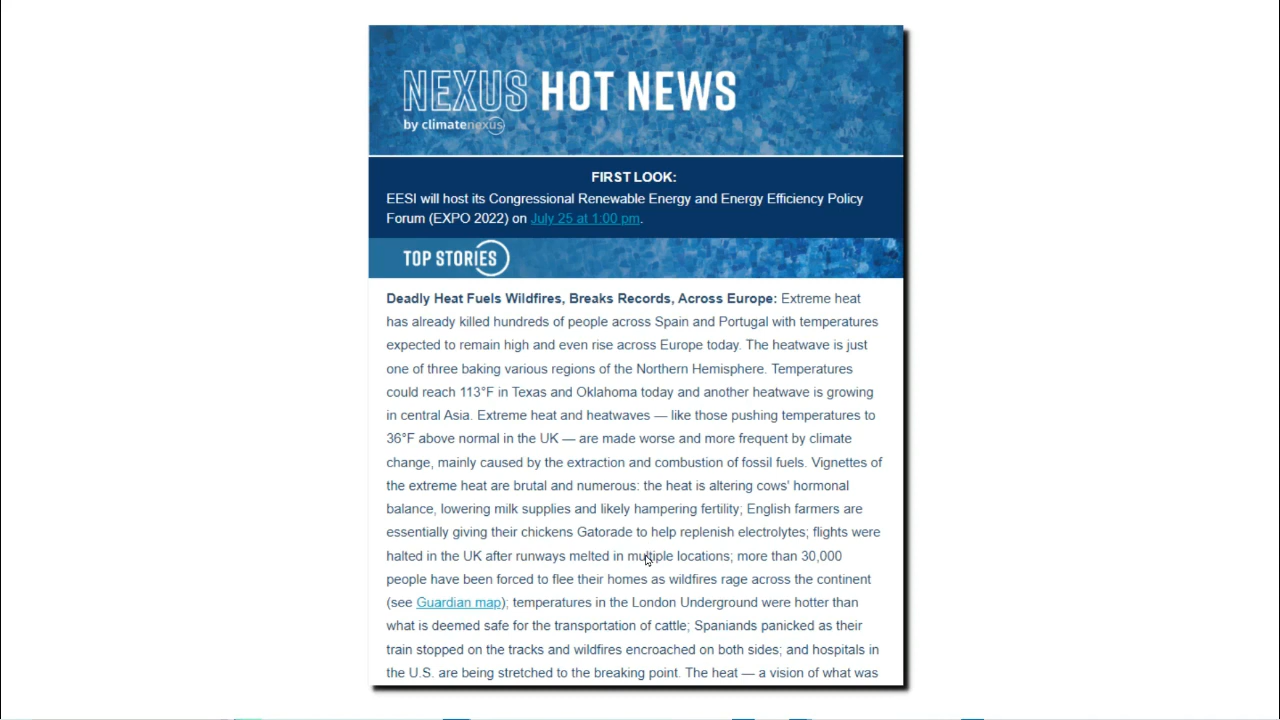 NEXUS HOT NEWS
by climatenexus
FIRST LOOK:
EESI will host its Congressional Renewable Energy and Energy Efficiency Policy
Forum (EXPO 2022) on July 25 at 1:00 pm.
TOP STORIES
Deadly Heat Fuels Wildfires, Breaks Records, Across Europe: Extreme heat
has already killed hundreds of people across Spain and Portugal with temperatures
expected to remain high and even rise across Europe today. The heatwave is just
one of three baking various regions of the Northern Hemisphere. Temperatures
could reach 113°F in Texas and Oklahoma today and another heatwave is growing
in central Asia. Extreme heat and heatwaves — like those pushing temperatures to
36°F above normal in the UK — are made worse and more frequent by climate
change, mainly caused by the extraction and combustion of fossil fuels. Vignettes of
the extreme heat are brutal and numerous: the heat is altering cows' hormonal
balance, lowering milk supplies and likely hampering fertility; English farmers are
essentially giving their chickens Gatorade to help replenish electrolytes; flights were
halted in the UK after runways melted in multiple locations; more than 30,000
people have been forced to flee their homes as wildfires rage across the continent
(see Guardian map); temperatures in the London Underground were hotter than
what is deemed safe for the transportation of cattle; Spaniands panicked as their
train stopped on the tracks and wildfires encroached on both sides; and hospitals in
the U.S. are being stretched to the breaking point. The heat — a vision of what was